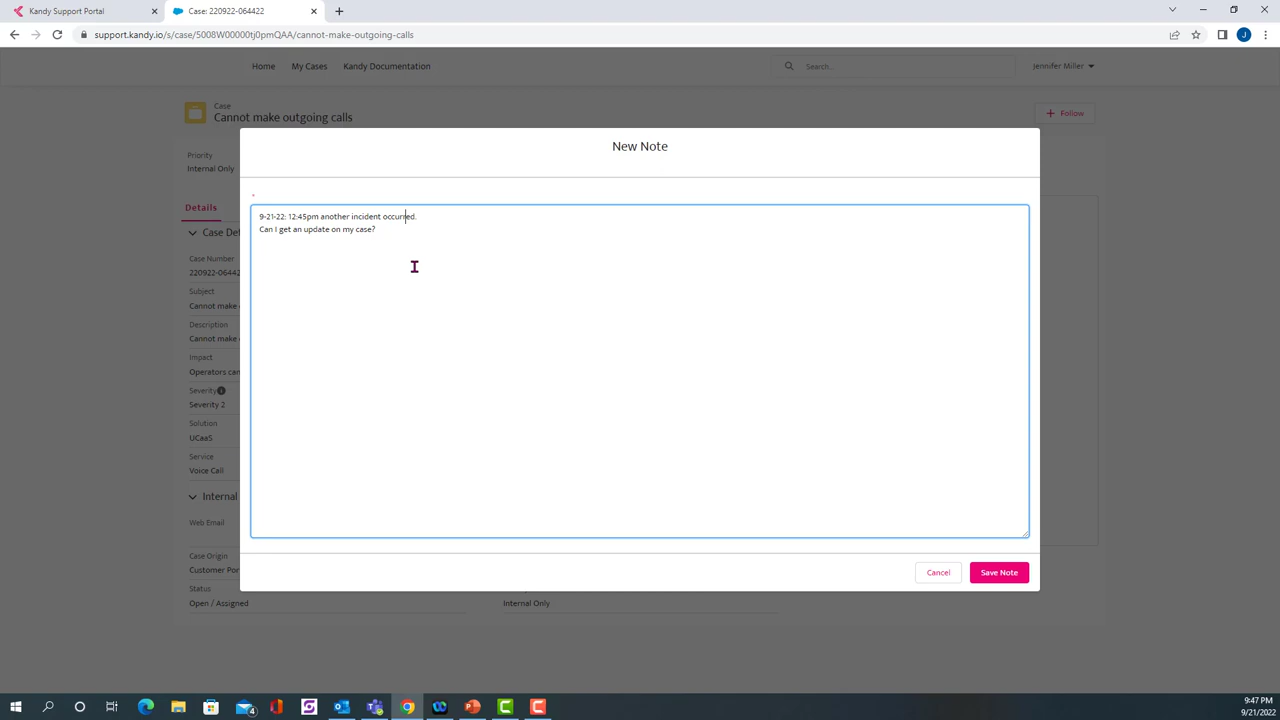 Kandy Support Portal
Case: 220922-064422
support.kandy.io/s/case/5008W00000tj0pmQAA/cannot-make-outgoing-calls
J
Home My Cases Kandy Documentation
Search...
Jennifer Miller
Case
Cannot make outgoing calls
Follow
New Note
Priority
Internal Only
*
Details
9-21-22: 12:45pm another incident occurred.
Can I get an update on my case?
Case De
Case Number
220922-06442
Subject
Cannot make
Description
Cannot make
Impact
Operators can
Severity
Severity 2
Solution
UCaaS
Service
Voice Call
Internal
Web Email
Case Origin
Customer Por
Status
Open / Assigned
Internal Only
Cancel
Save Note
9:47 PM
9/21/2022